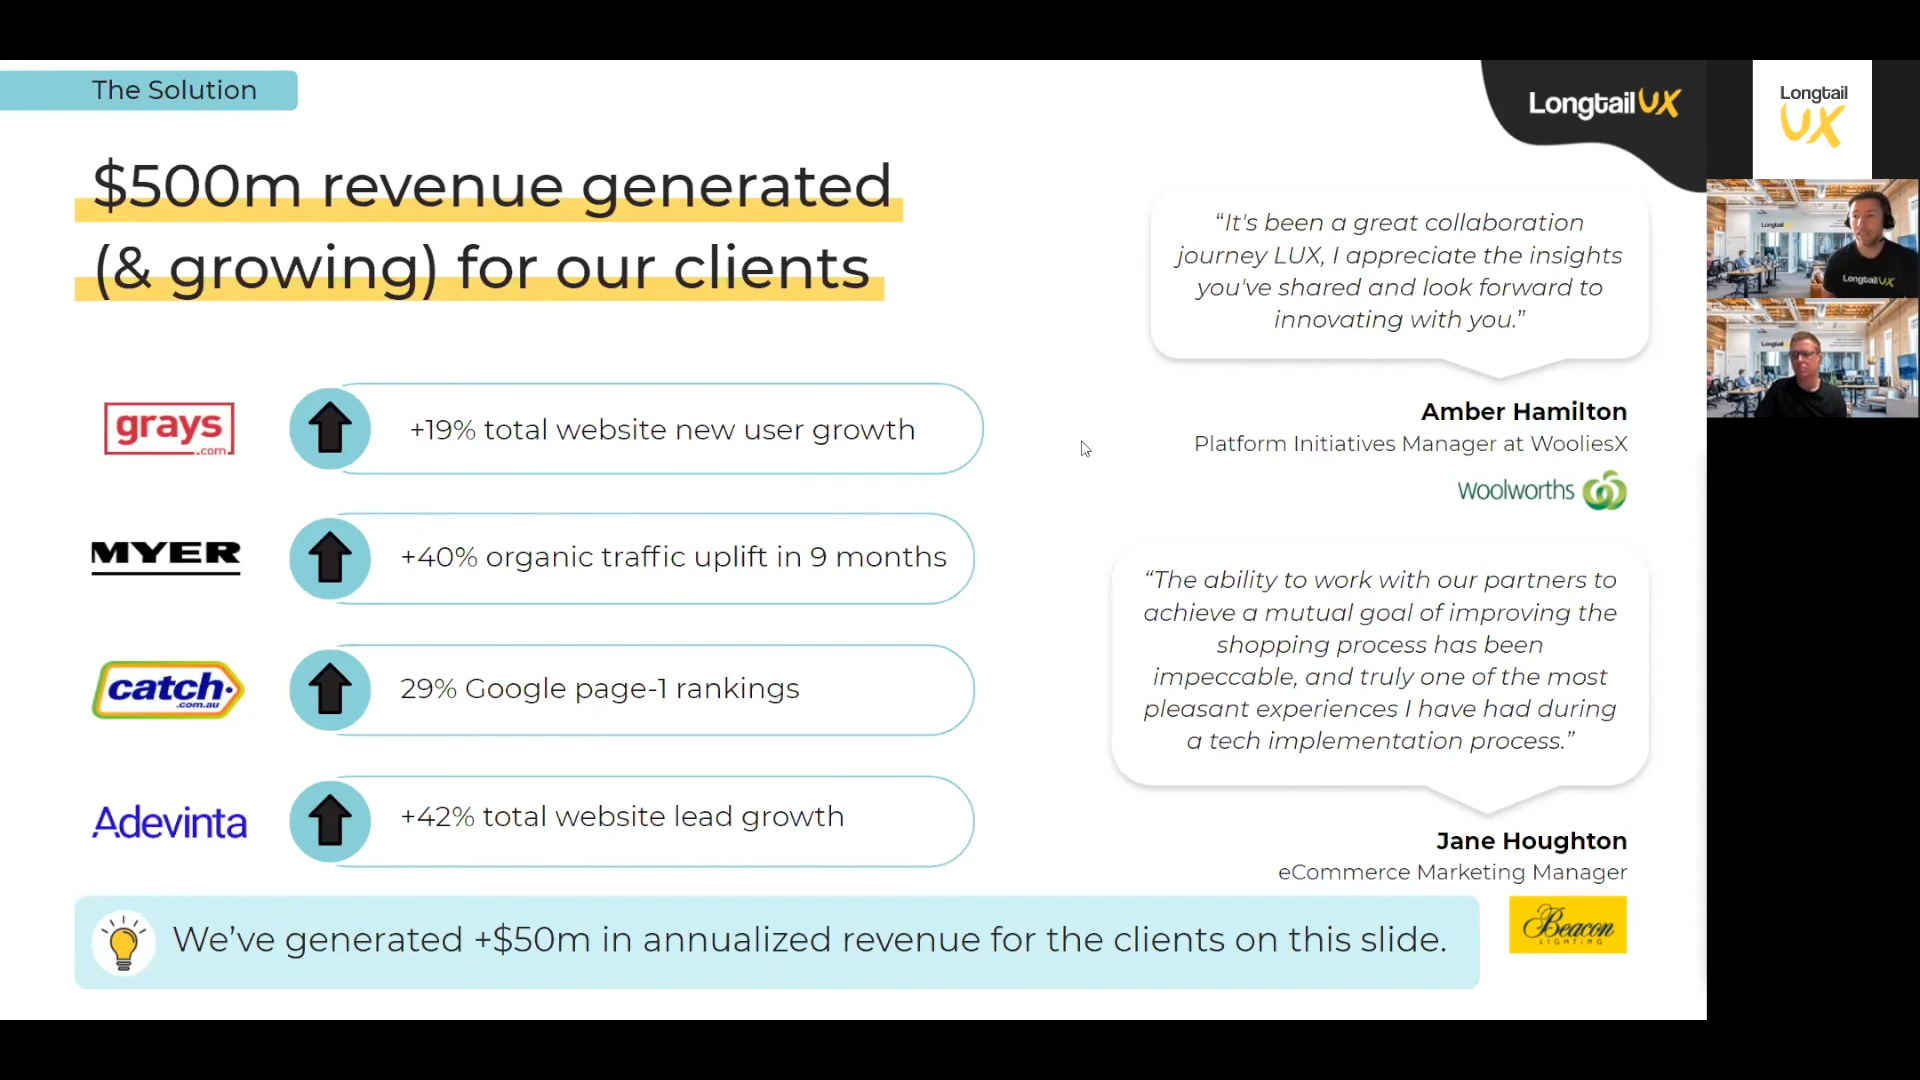 The Solution
LongtailUX
Longtail
UX
$500m revenue generated
(& growing) for our clients
“It's been a great collaboration
journey LUX, I appreciate the insights
you've shared and look forward to
innovating with you.”
Amber Hamilton
Platform Initiatives Manager at WooliesX
Woolworths
grays
.com
+19% total website new user growth
MYER
+40% organic traffic uplift in 9 months
catch
.com.au
29% Google page-1 rankings
Adevinta
+42% total website lead growth
“The ability to work with our partners to
achieve a mutual goal of improving the
shopping process has been
impeccable, and truly one of the most
pleasant experiences I have had during
a tech implementation process.”
Jane Houghton
eCommerce Marketing Manager
Beacon
LIGHTING
We’ve generated +$50m in annualized revenue for the clients on this slide.
Longtail
LongtailUX
Longtail